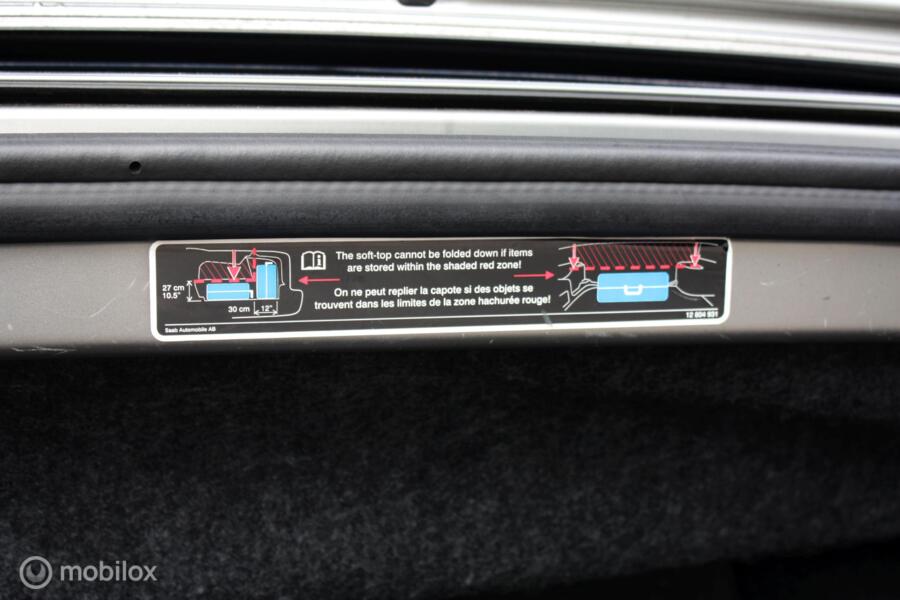 The soft-top cannot be folded down if items
are stored within the shaded red zone!
On ne peut replier la capote si des objets se
trouvent dans les limites de la zone hachurée rouge!
27 cm
10.5"
30 cm 12"
Saab Automobile AB
12 804 931
mobilox